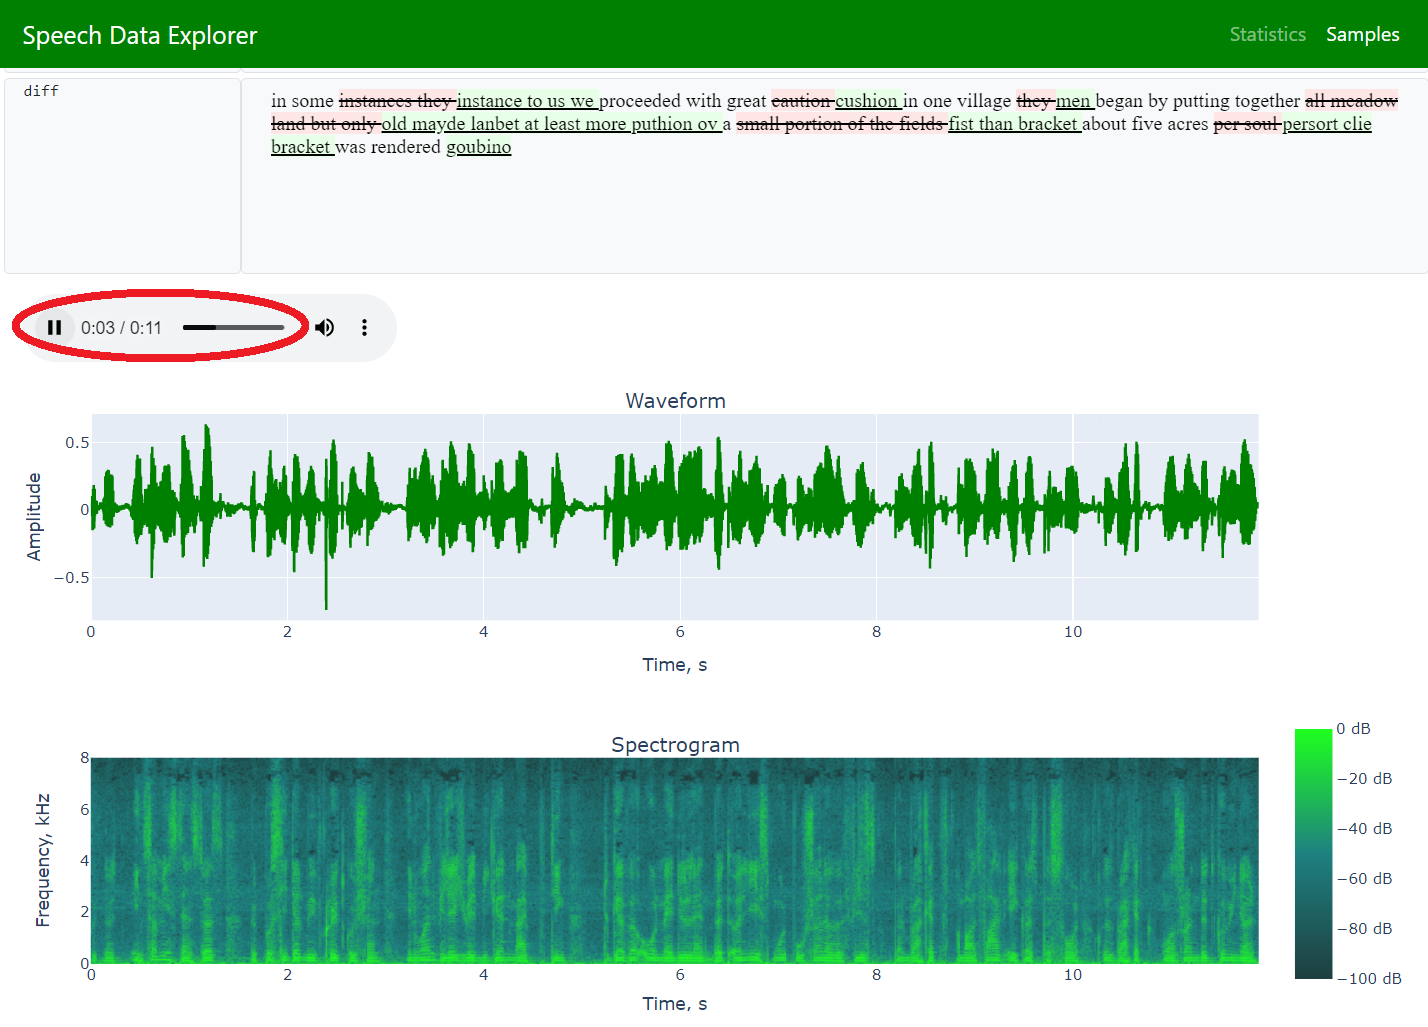 Speech Data Explorer
Statistics Samples
diff
in some instances they instance to us we proceeded with great caution cushion in one village they men began by putting together all meadow
land but only old mayde lanbet at least more puthion ov a small portion of the fields fist than bracket about five acres per soul persort clie
bracket was rendered goubino
0:03 / 0:11
Waveform
Amplitude
0.5
0
−0.5
0 2 4 6 8 10
Time, s
Spectrogram
Frequency, kHz
8
6
4
2
0
0 2 4 6 8 10
Time, s
0 dB
−20 dB
−40 dB
−60 dB
−80 dB
−100 dB